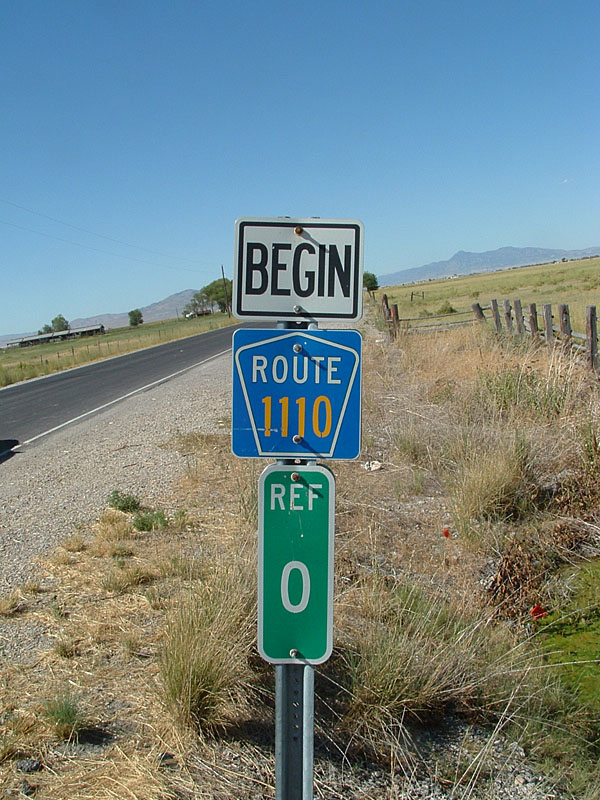 BEGIN
ROUTE
1110
REF
0